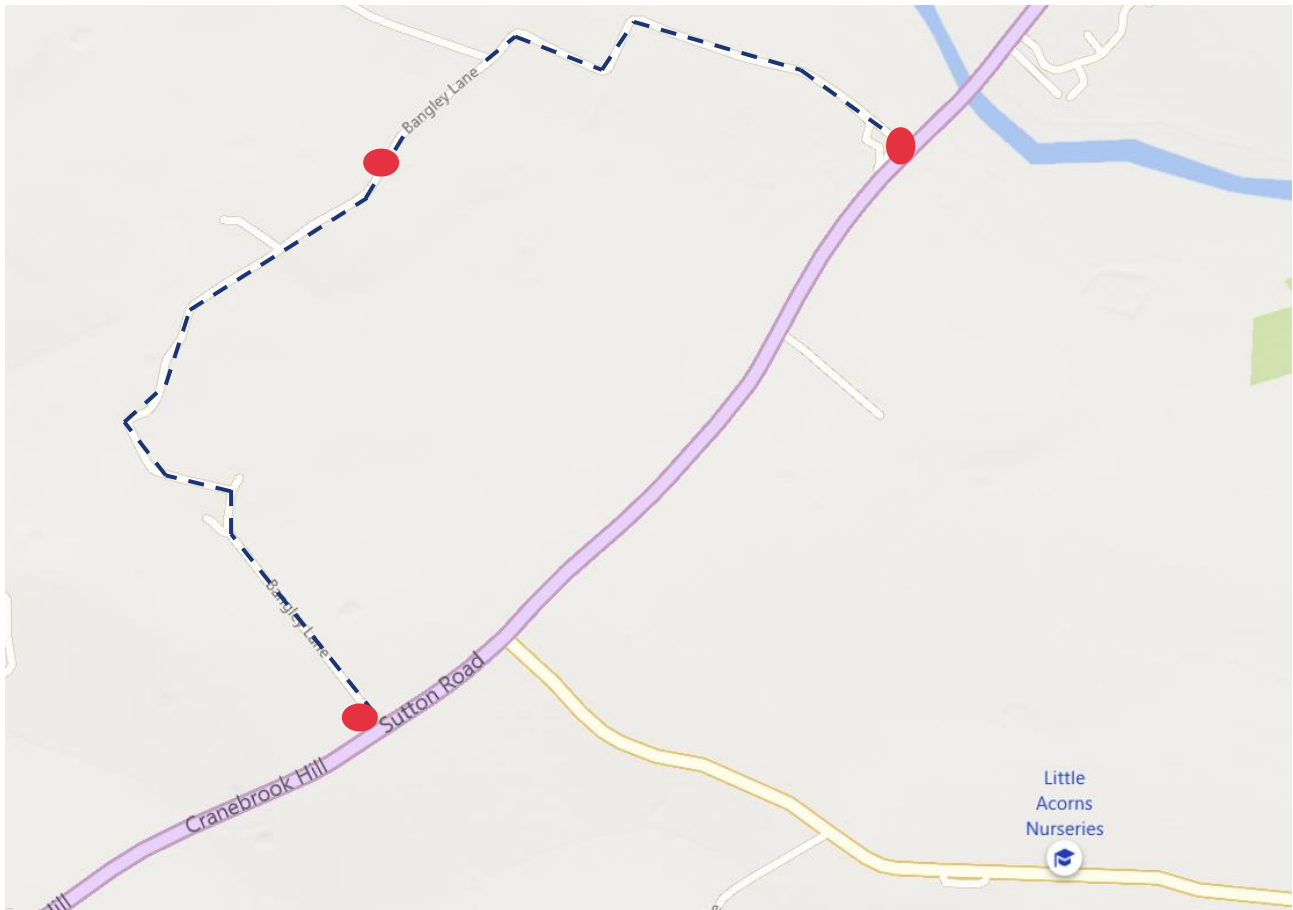 Bangley Lane
Bangley Lane
Sutton Road
Cranebrook Hill
Little
Acorns
Nurseries